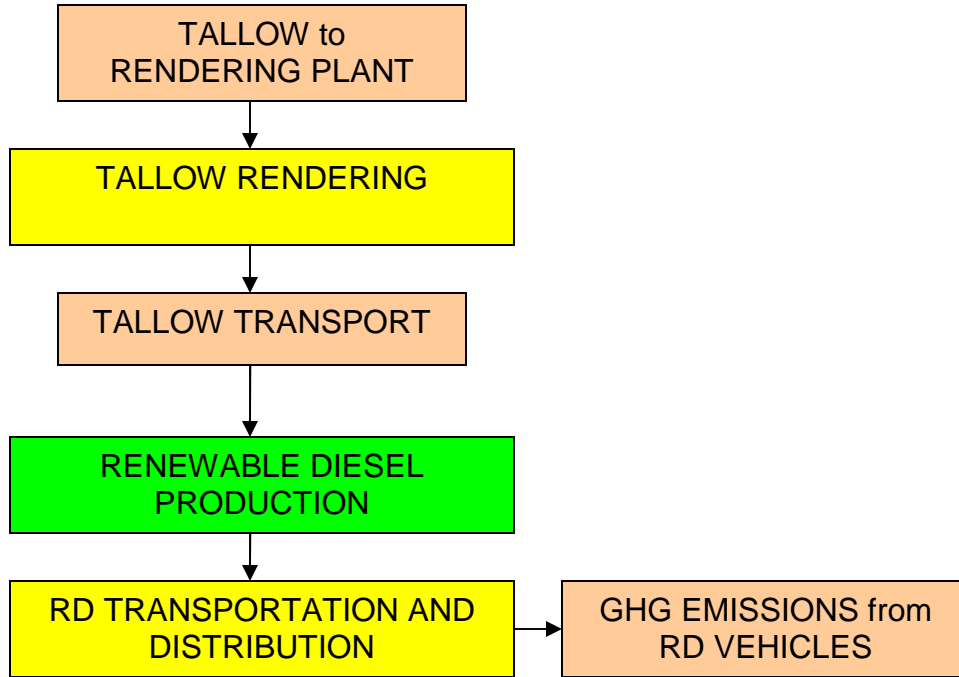 TALLOW to
RENDERING PLANT
TALLOW RENDERING
TALLOW TRANSPORT
RENEWABLE DIESEL
PRODUCTION
RD TRANSPORTATION AND
DISTRIBUTION
GHG EMISSIONS from
RD VEHICLES